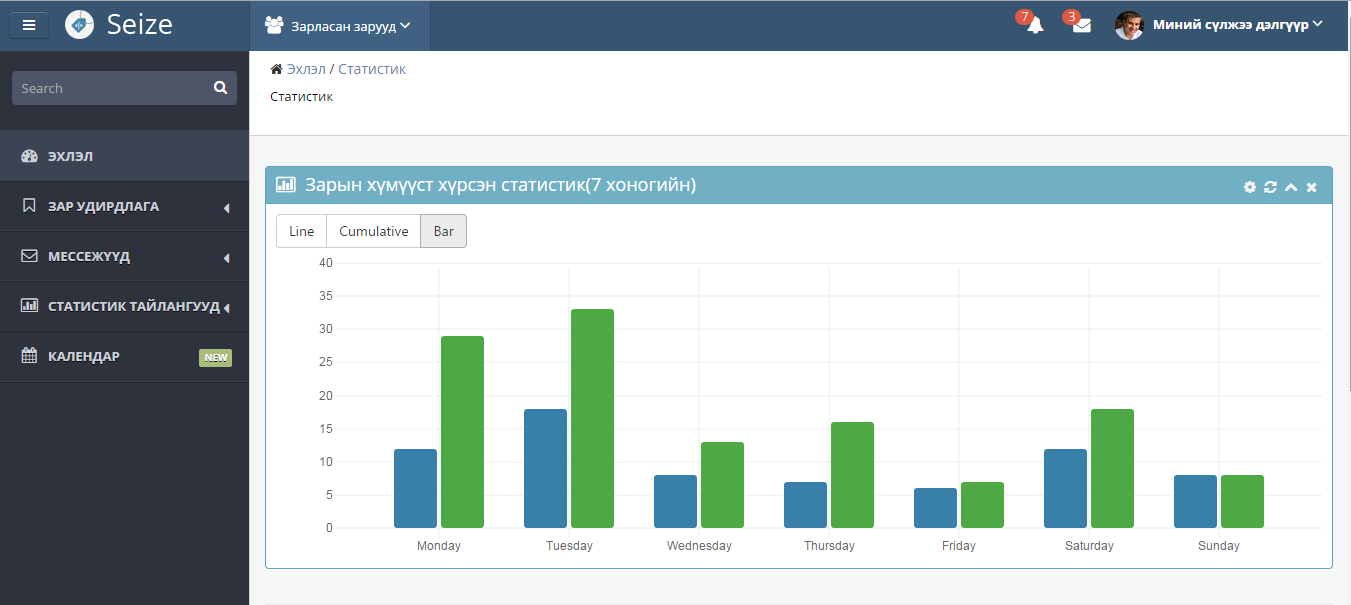 Seize
Зарласан зарууд
7
3
Миний сүлжээ дэлгүүр
Search
ЭХЛЭЛ
ЗАР УДИРДЛАГА
МЕССЕЖҮҮД
СТАТИСТИК ТАЙЛАНГУУД
КАЛЕНДАР NEW
Эхлэл / Статистик
Статистик
Зарын хүмүүст хүрсэн статистик(7 хоногийн)
Line Cumulative Bar
40
35
30
25
20
15
10
5
0
Monday Tuesday Wednesday Thursday Friday Saturday Sunday